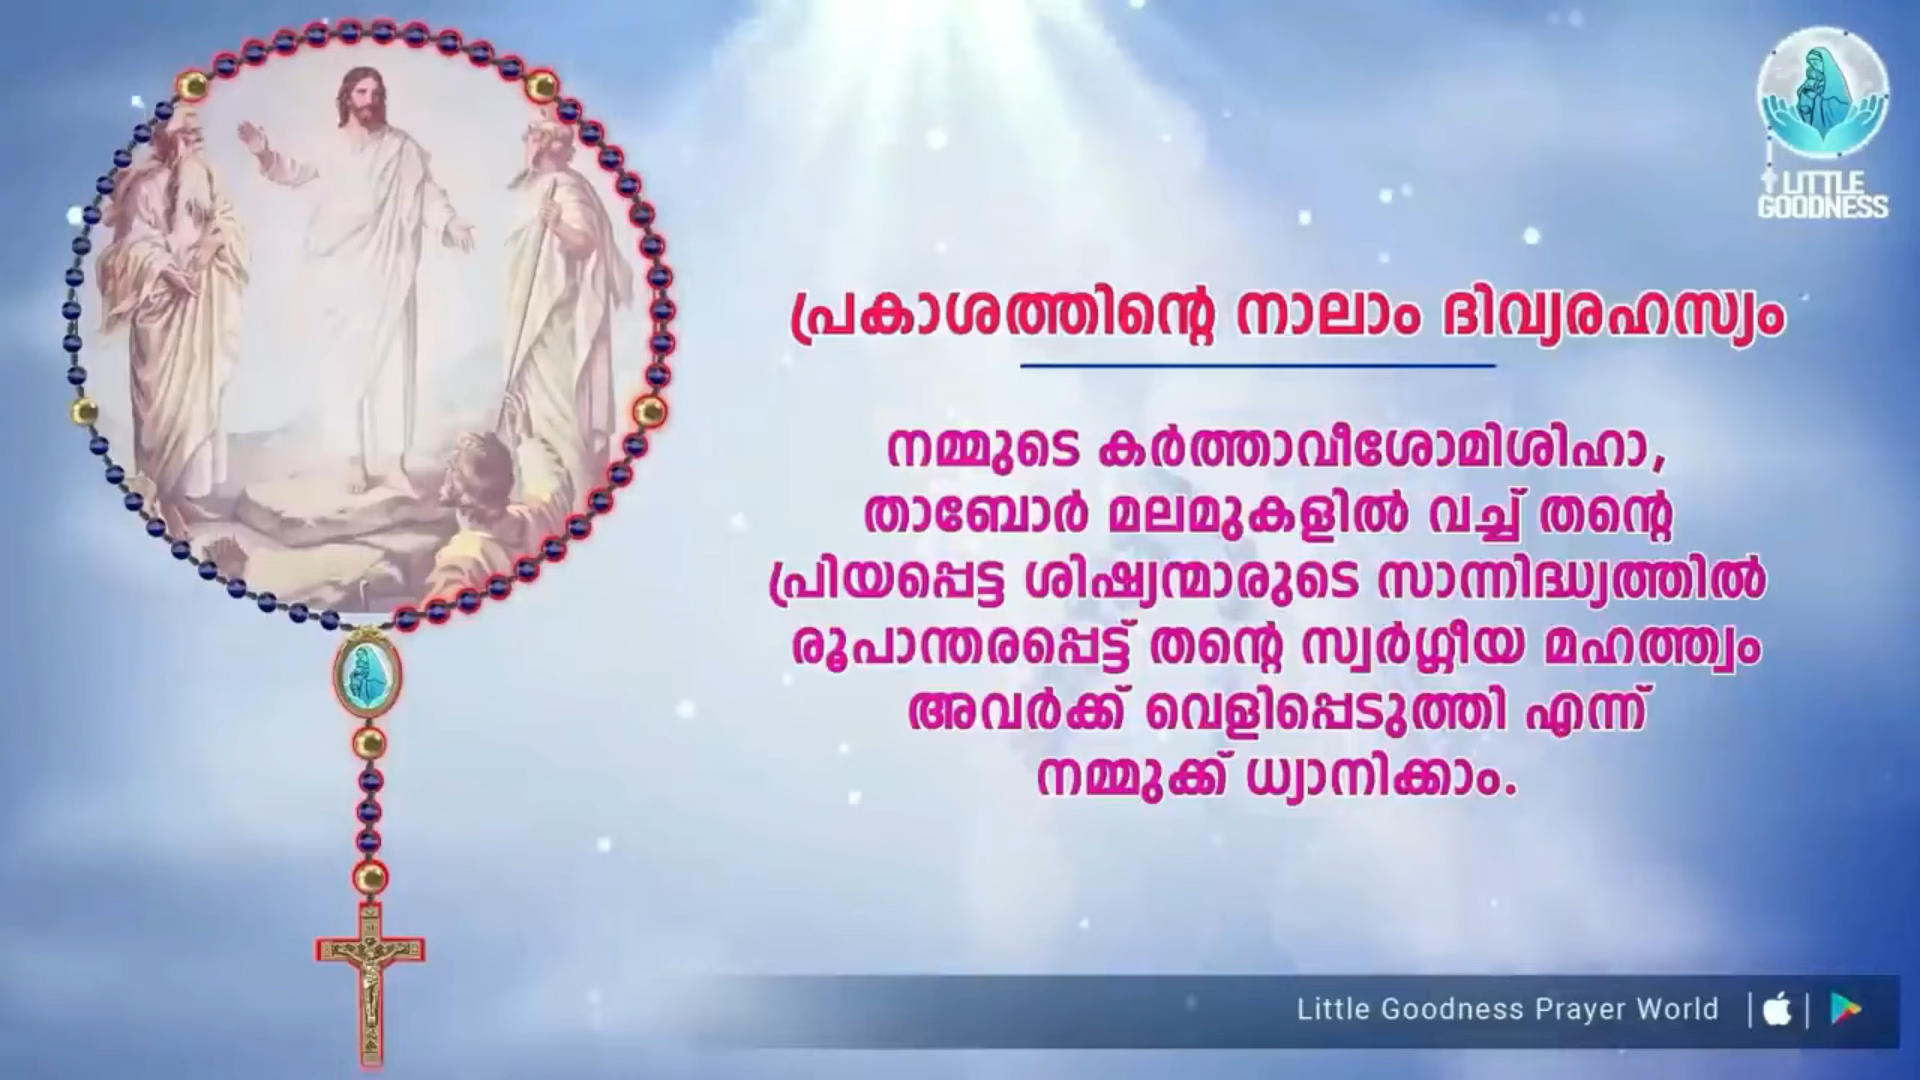 LITTLE
GOODNESS
പ്രകാശത്തിന്റെ നാലാം ദിവ്യരഹസ്യം
നമ്മുടെ കർത്താവീശോമിശിഹാ,
താബോർ മലമുകളിൽ വച്ച് തന്റെ
പ്രിയപ്പെട്ട ശിഷ്യന്മാരുടെ സാന്നിദ്ധ്യത്തിൽ
രൂപാന്തരപ്പെട്ട് തന്റെ സ്വർഗ്ഗീയ മഹത്ത്വം
അവർക്ക് വെളിപ്പെടുത്തി എന്ന്
നമ്മുക്ക് ധ്യാനിക്കാം.
Little Goodness Prayer World